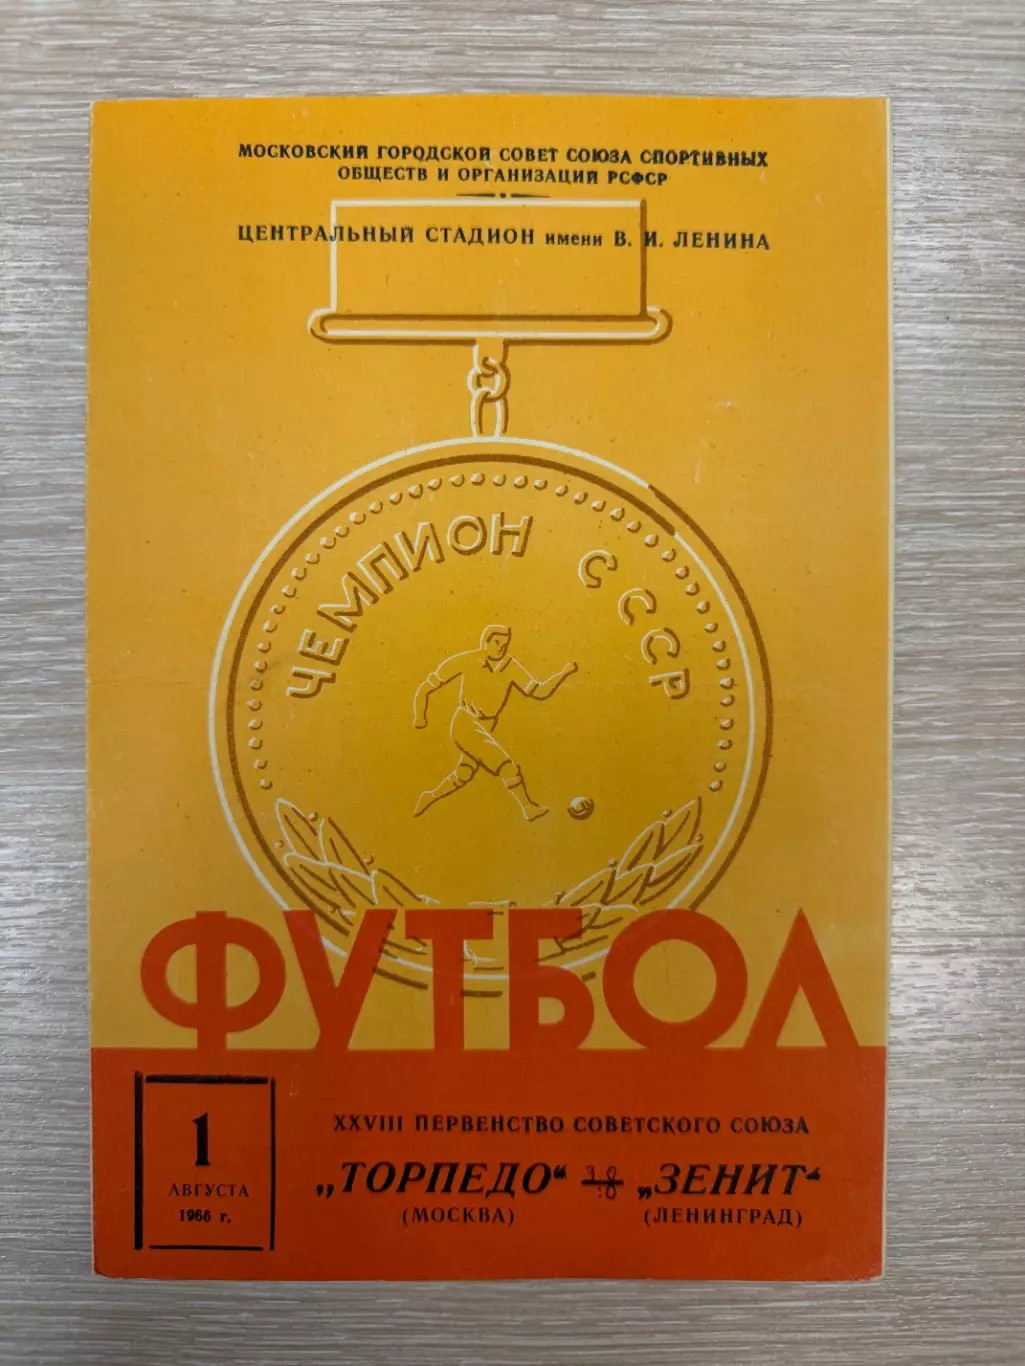 МОСКОВСКИЙ ГОРОДСКОЙ СОВЕТ СОЮЗА СПОРТИВНЫХ
ОБЩЕСТВ И ОРГАНИЗАЦИЙ РСФСР
ЦЕНТРАЛЬНЫЙ СТАДИОН имени В. И. ЛЕНИНА
ЧЕМПИОН СССР
ФУТБОЛ
1
АВГУСТА
1966 г.
XXVIII ПЕРВЕНСТВО СОВЕТСКОГО СОЮЗА
„ТОРПЕДО“ — „ЗЕНИТ“
(МОСКВА) (ЛЕНИНГРАД)